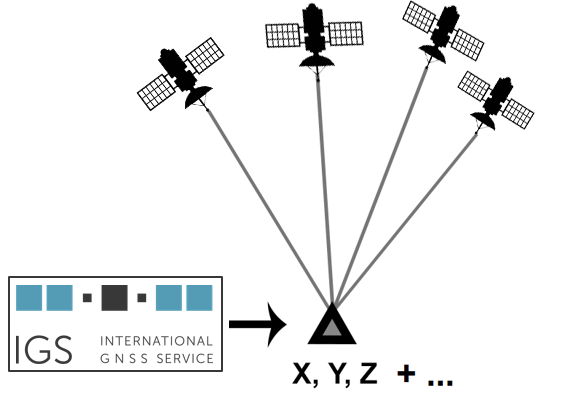 IGS
INTERNATIONAL
GNSS SERVICE
X, Y, Z + ...